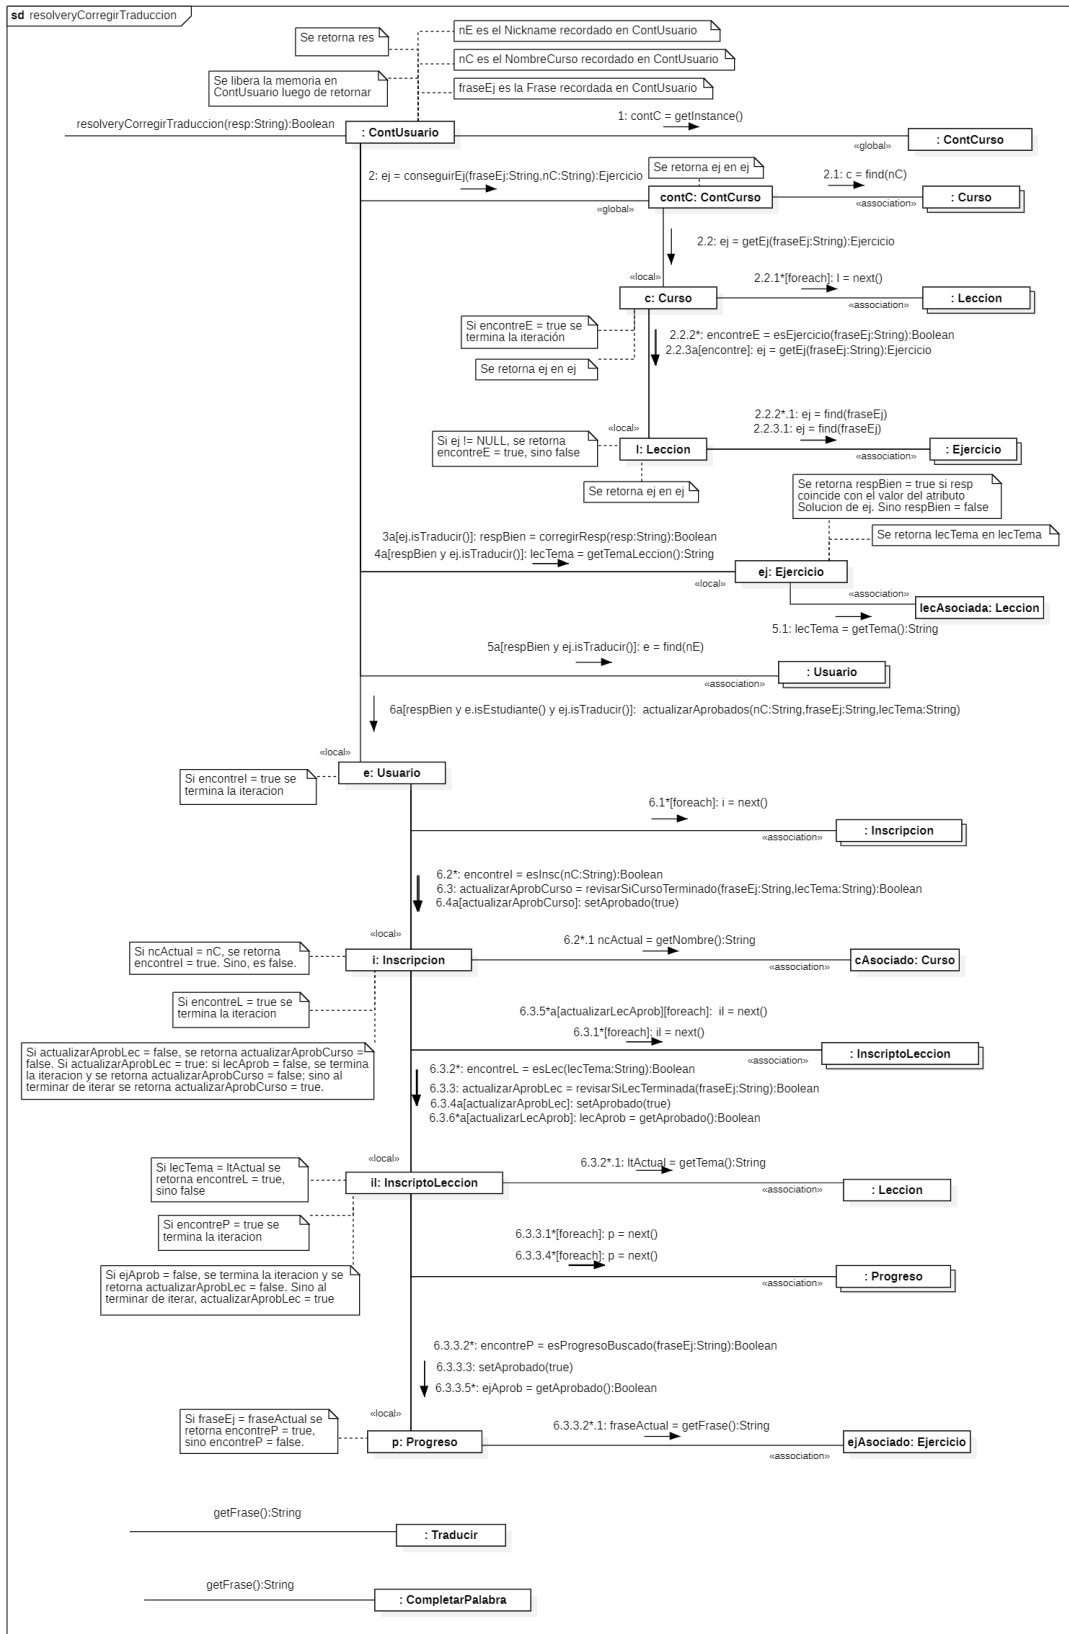 sd resolveryCorregirTraduccion
Se retorna res
nE es el Nickname recordado en ContUsuario
nC es el NombreCurso recordado en ContUsuario
Se libera la memoria en
ContUsuario luego de retornar
fraseEj es la Frase recordada en ContUsuario
resolveryCorregirTraduccion(resp:String):Boolean
: ContUsuario
1: contC = getInstance()
«global»
: ContCurso
Se retorna ej en ej
2: ej = conseguirEj(fraseEj:String,nC:String):Ejercicio
«global»
contC: ContCurso
2.1: c = find(nC)
«association»
: Curso
2.2: ej = getEj(fraseEj:String):Ejercicio
«local»
c: Curso
2.2.1*[foreach]: l = next()
«association»
: Leccion
Si encontreE = true se
termina la iteración
Se retorna ej en ej
2.2.2*: encontreE = esEjercicio(fraseEj:String):Boolean
2.2.3a[encontre]: ej = getEj(fraseEj:String):Ejercicio
Si ej != NULL, se retorna
encontreE = true, sino false
«local»
l: Leccion
2.2.2*.1: ej = find(fraseEj)
2.2.3.1: ej = find(fraseEj)
«association»
: Ejercicio
Se retorna ej en ej
Se retorna respBien = true si resp
coincide con el valor del atributo
Solucion de ej. Sino respBien = false
Se retorna lecTema en lecTema
3a[ej.isTraducir()]: respBien = corregirResp(resp:String):Boolean
4a[respBien y ej.isTraducir()]: lecTema = getTemaLeccion():String
«local»
ej: Ejercicio
«association»
lecAsociada: Leccion
5.1: lecTema = getTema():String
5a[respBien y ej.isTraducir()]: e = find(nE)
«association»
: Usuario
6a[respBien y e.isEstudiante() y ej.isTraducir()]:  actualizarAprobados(nC:String,fraseEj:String,lecTema:String)
«local»
e: Usuario
Si encontreI = true se
termina la iteracion
6.1*[foreach]: i = next()
«association»
: Inscripcion
6.2*: encontreI = esInsc(nC:String):Boolean
6.3: actualizarAprobCurso = revisarSiCursoTerminado(fraseEj:String,lecTema:String):Boolean
6.4a[actualizarAprobCurso]: setAprobado(true)
«local»
i: Inscripcion
Si ncActual = nC, se retorna
encontreI = true. Sino, es false.
6.2*.1 ncActual = getNombre():String
«association»
cAsociado: Curso
Si encontreL = true se
termina la iteracion
Si actualizarAprobLec = false, se retorna actualizarAprobCurso =
false. Si actualizarAprobLec = true: si lecAprob = false, se termina
la iteracion y se retorna actualizarAprobCurso = false; sino al
terminar de iterar se retorna actualizarAprobCurso = true.
6.3.5*a[actualizarLecAprob][foreach]:  il = next()
6.3.1*[foreach]: il = next()
«association»
: InscriptoLeccion
6.3.2*: encontreL = esLec(lecTema:String):Boolean
6.3.3: actualizarAprobLec = revisarSiLecTerminada(fraseEj:String):Boolean
6.3.4a[actualizarAprobLec]: setAprobado(true)
6.3.6*a[actualizarLecAprob]: lecAprob = getAprobado():Boolean
«local»
il: InscriptoLeccion
Si lecTema = ltActual se
retorna encontreL = true,
sino false
6.3.2*.1: ltActual = getTema():String
«association»
: Leccion
Si encontreP = true se
termina la iteracion
6.3.3.1*[foreach]: p = next()
6.3.3.4*[foreach]: p = next()
«association»
: Progreso
Si ejAprob = false, se termina la iteracion y se
retorna actualizarAprobLec = false. Sino al
terminar de iterar, actualizarAprobLec = true
6.3.3.2*: encontreP = esProgresoBuscado(fraseEj:String):Boolean
6.3.3.3: setAprobado(true)
6.3.3.5*: ejAprob = getAprobado():Boolean
«local»
p: Progreso
Si fraseEj = fraseActual se
retorna encontreP = true,
sino encontreP = false.
6.3.3.2*.1: fraseActual = getFrase():String
«association»
ejAsociado: Ejercicio
getFrase():String
: Traducir
getFrase():String
: CompletarPalabra